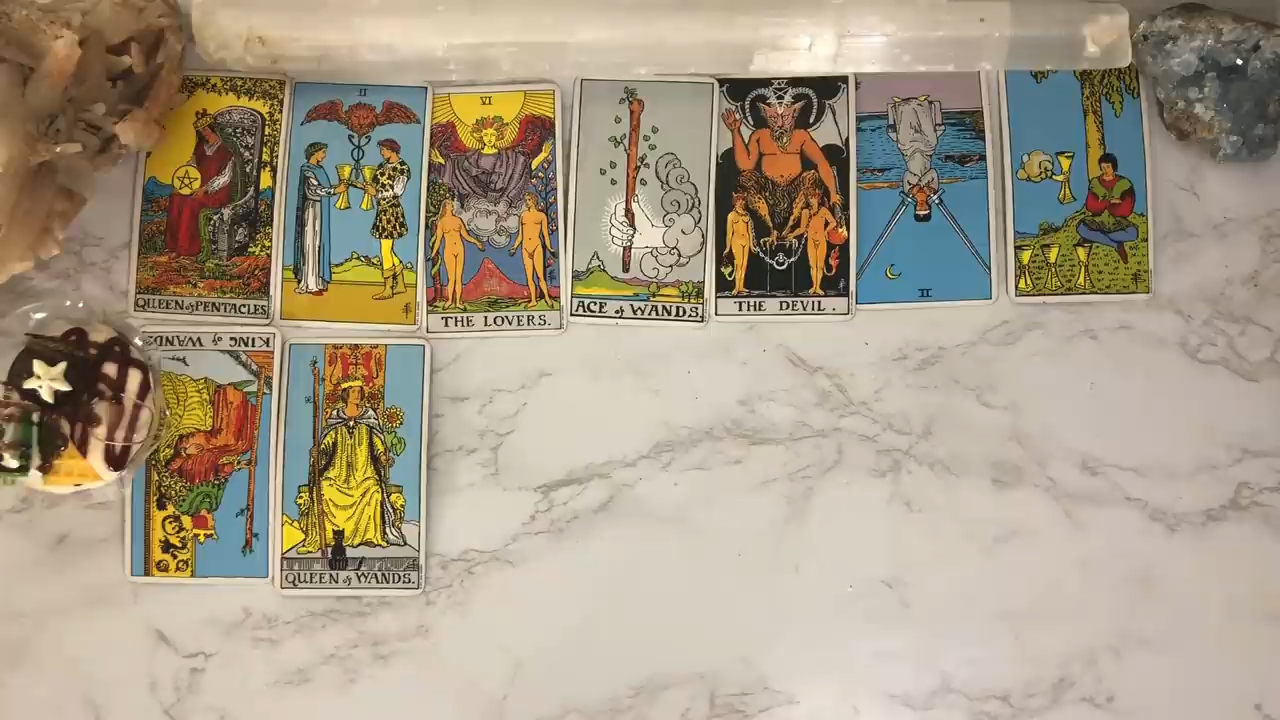 QUEEN of PENTACLES
II
VI
THE LOVERS.
ACE of WANDS.
XV
THE DEVIL.
II
KING of WANDS
QUEEN of WANDS.